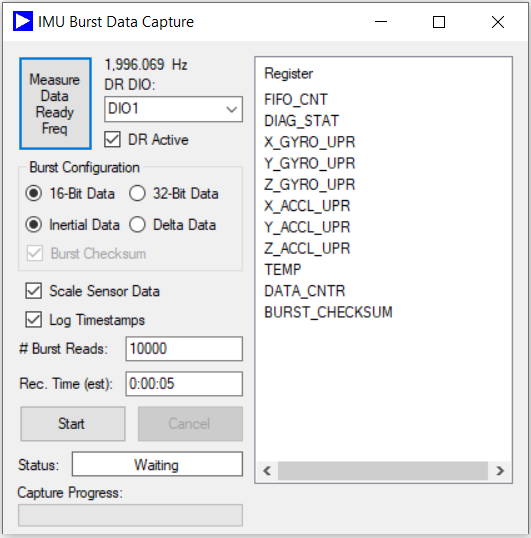 IMU Burst Data Capture
Measure
Data
Ready
Freq
1,996.069 Hz
DR DIO:
DIO1
DR Active
Burst Configuration
16-Bit Data
32-Bit Data
Inertial Data
Delta Data
Burst Checksum
Scale Sensor Data
Log Timestamps
# Burst Reads:
10000
Rec. Time (est):
0:00:05
Start
Cancel
Status:
Waiting
Capture Progress:
Register
FIFO_CNT
DIAG_STAT
X_GYRO_UPR
Y_GYRO_UPR
Z_GYRO_UPR
X_ACCL_UPR
Y_ACCL_UPR
Z_ACCL_UPR
TEMP
DATA_CNTR
BURST_CHECKSUM